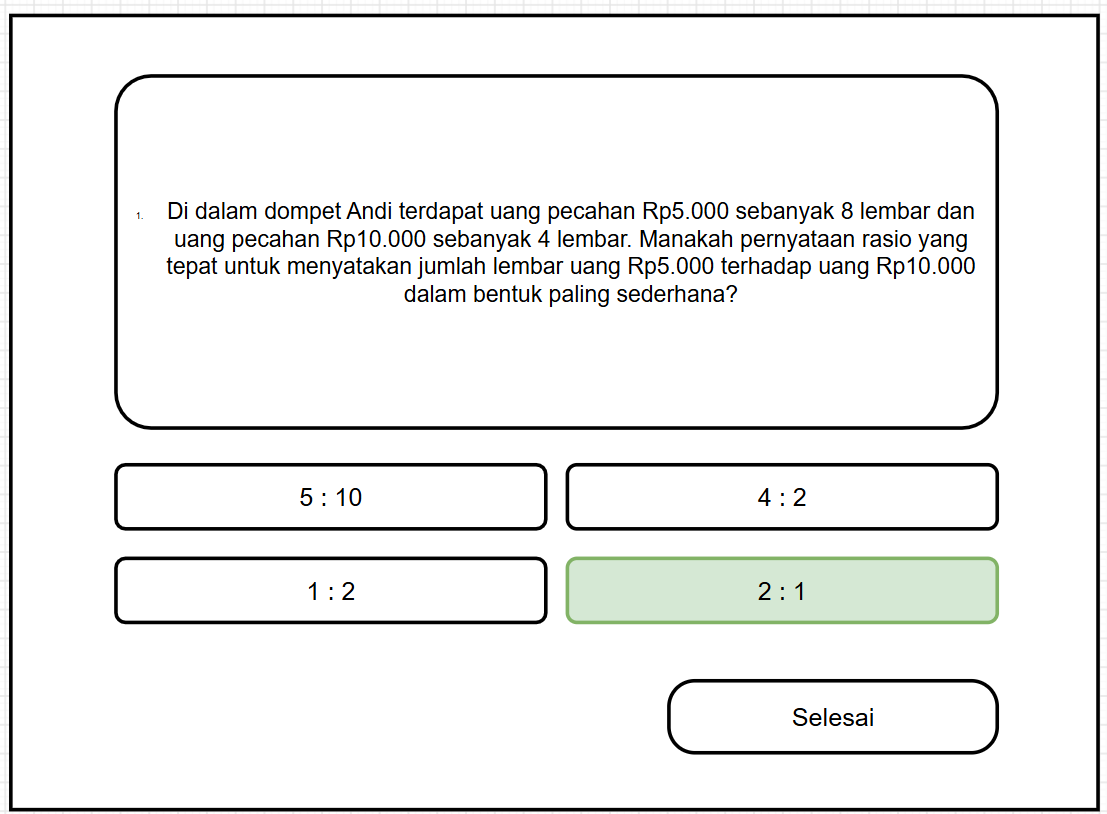 1. Di dalam dompet Andi terdapat uang pecahan Rp5.000 sebanyak 8 lembar dan
uang pecahan Rp10.000 sebanyak 4 lembar. Manakah pernyataan rasio yang
tepat untuk menyatakan jumlah lembar uang Rp5.000 terhadap uang Rp10.000
dalam bentuk paling sederhana?
5 : 10
4 : 2
1 : 2
2 : 1
Selesai